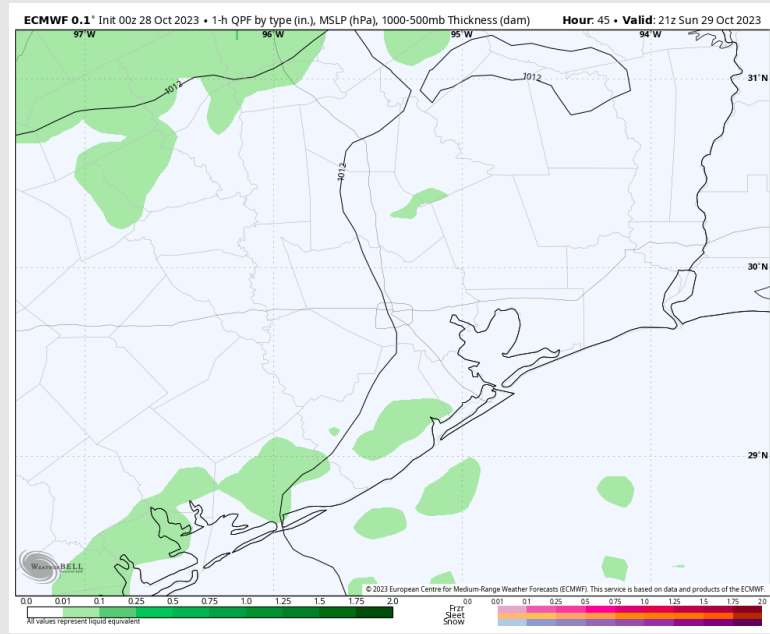 ECMWF 0.1° Init 00z 28 Oct 2023 • 1-h QPF by type (in.), MSLP (hPa), 1000-500mb Thickness (dam) Hour: 45 • Valid: 21z Sun 29 Oct 2023
97°W 96°W 95°W 94°W
31°N
1012
1012
1012
30°N
29°N
WEATHERBELL
© 2023 European Centre for Medium-Range Weather Forecasts (ECMWF). This service is based on data and products of the ECMWF.
0.0 0.01 0.1 0.25 0.5 0.75 1.0 1.25 1.5 1.75 2.0
All values represent liquid equivalent
0.0 0.01 0.1 0.25 0.5 0.75 1.0 1.25 1.5 1.75 2.0
Frzr
Sleet
Snow